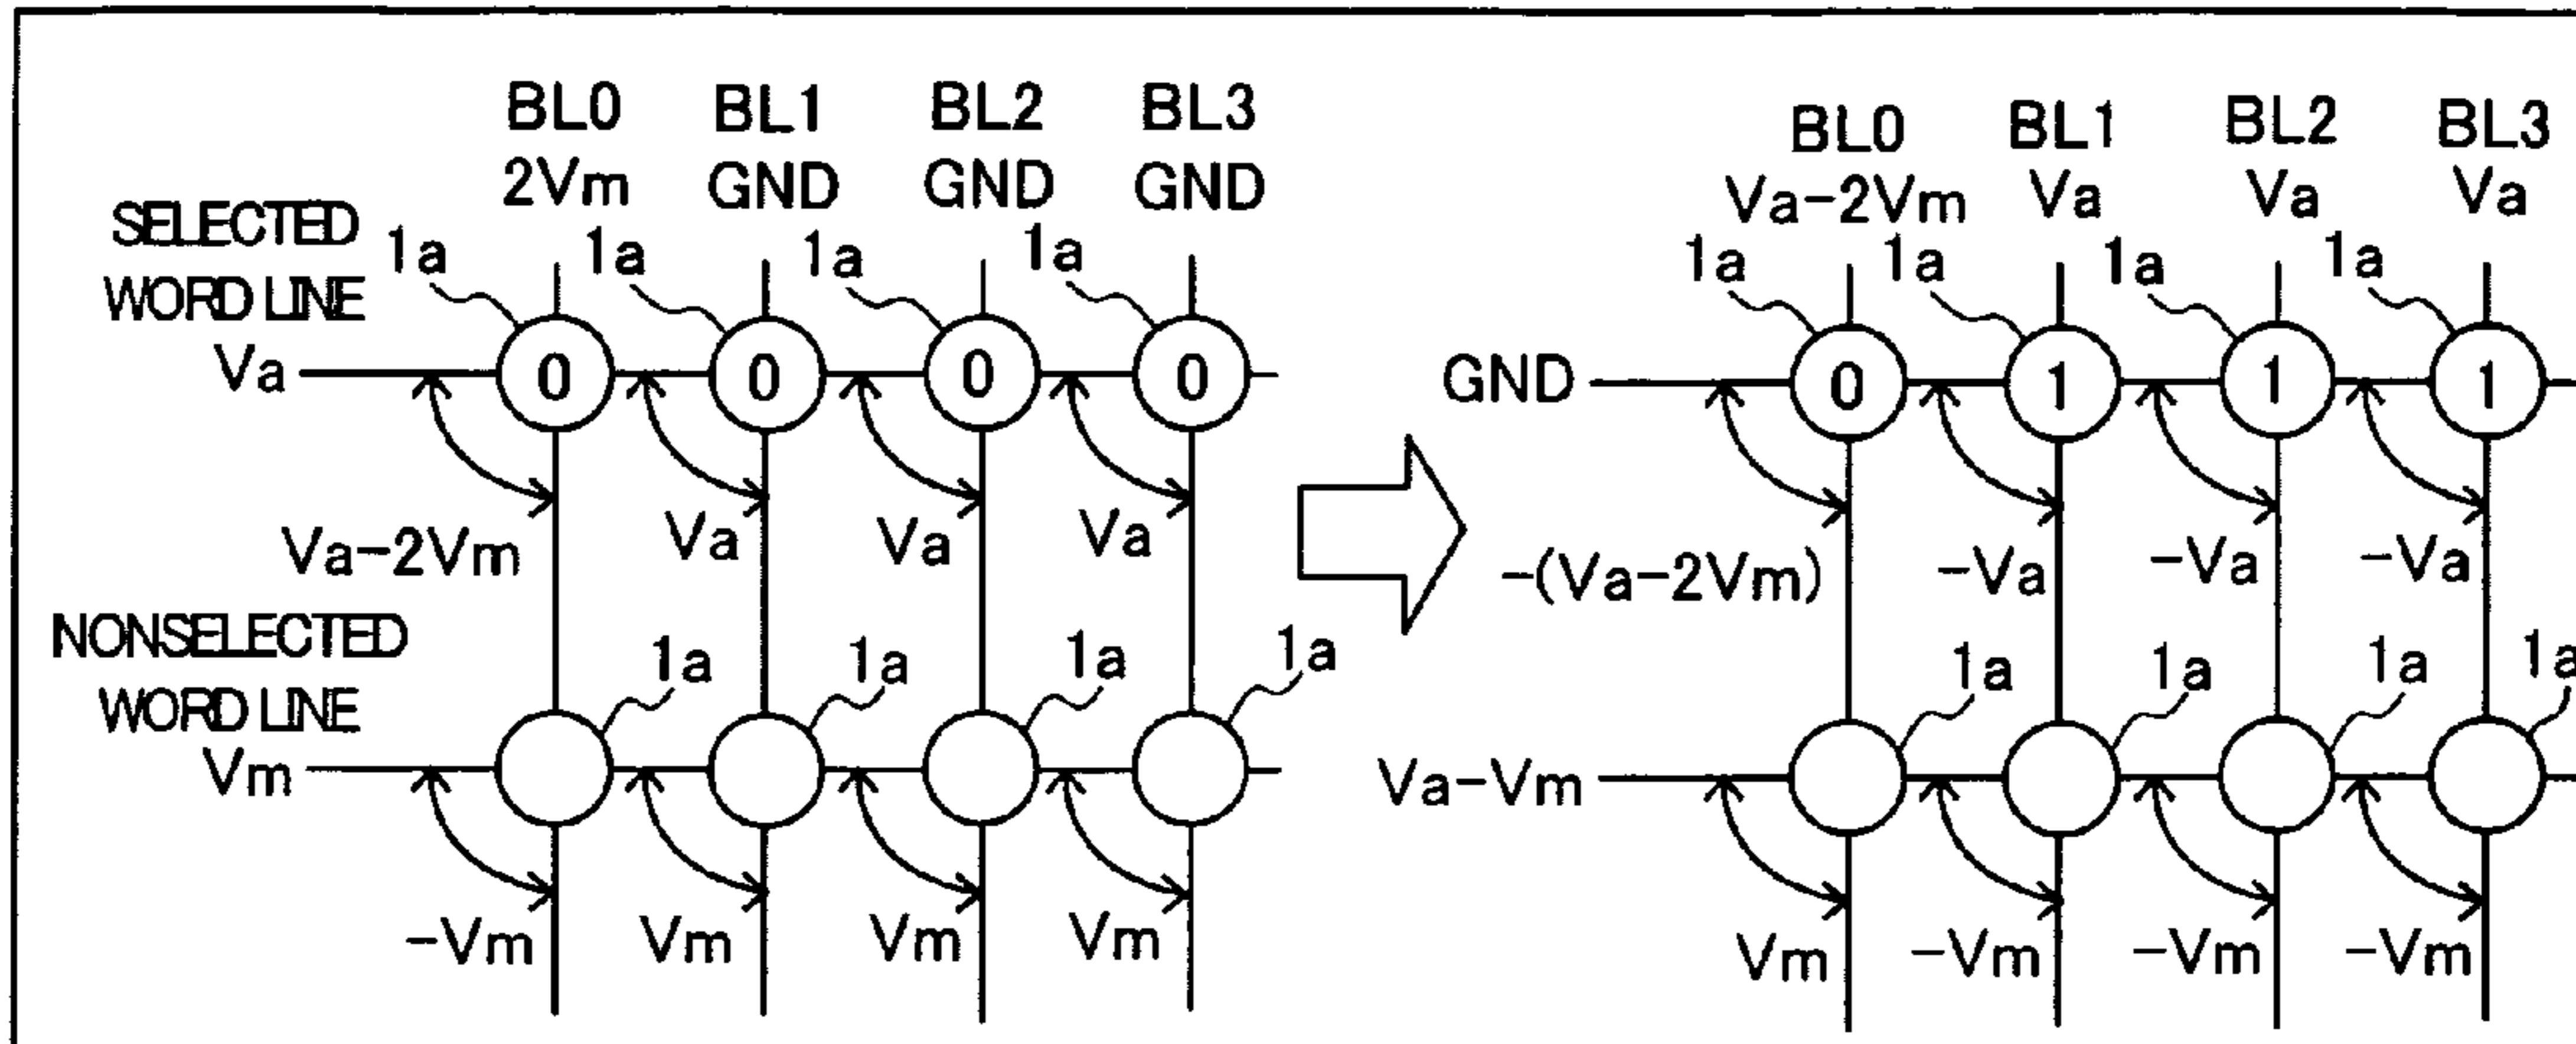 BL0 BL1 BL2 BL3
2Vm GND GND GND
SELECTED
WORD LINE
1a 1a 1a 1a
Va 0 0 0 0
Va-2Vm Va Va Va
NONSELECTED
WORD LINE
1a 1a 1a 1a
Vm
-Vm Vm Vm Vm
BL0 BL1 BL2 BL3
Va-2Vm Va Va Va
1a 1a 1a 1a
GND 0 1 1 1
-(Va-2Vm) -Va -Va -Va
1a 1a 1a 1a
Va-Vm
Vm -Vm -Vm -Vm